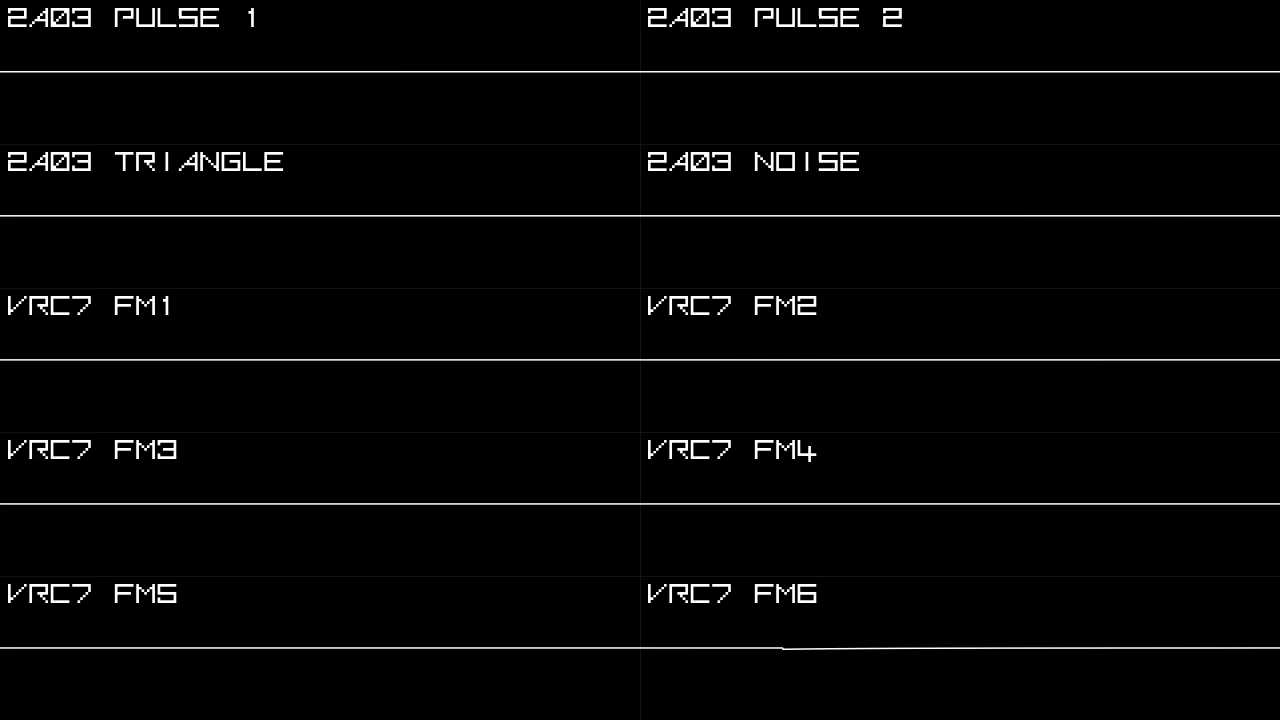 2A03 PULSE 1
2A03 PULSE 2
2A03 TRIANGLE
2A03 NOISE
VRC7 FM1
VRC7 FM2
VRC7 FM3
VRC7 FM4
VRC7 FM5
VRC7 FM6